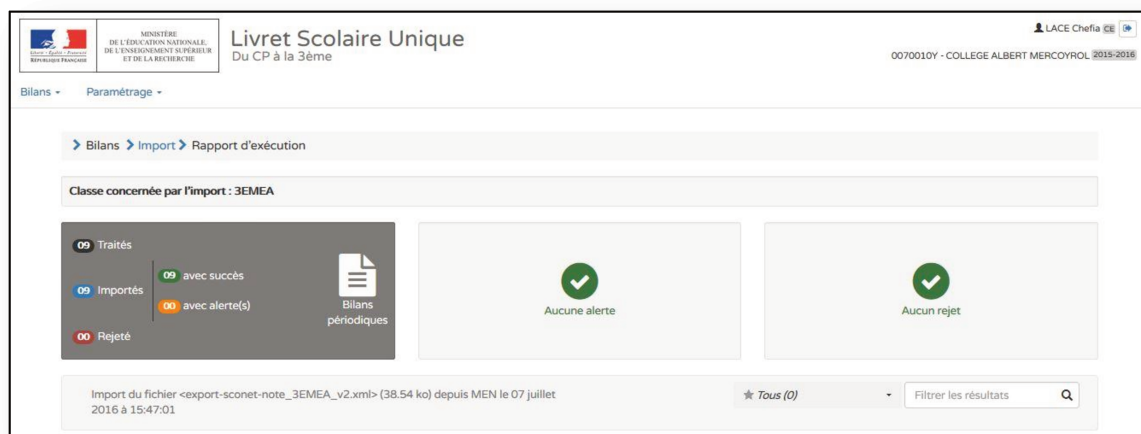 MINISTÈRE
DE L'ÉDUCATION NATIONALE,
DE L'ENSEIGNEMENT SUPÉRIEUR
ET DE LA RECHERCHE
Liberté • Égalité • Fraternité
RÉPUBLIQUE FRANÇAISE
Livret Scolaire Unique
Du CP à la 3ème
LACE Chefia CE
0070010Y - COLLEGE ALBERT MERCOYROL 2015-2016
Bilans
Paramétrage
Bilans Import Rapport d'exécution
Classe concernée par l'import : 3EMEA
09 Traités
09 Importés
09 avec succès
00 avec alerte(s)
00 Rejeté
Bilans
périodiques
Aucune alerte
Aucun rejet
Import du fichier <export-sconet-note_3EMEA_v2.xml> (38.54 ko) depuis MEN le 07 juillet
2016 à 15:47:01
Tous (0)
Filtrer les résultats